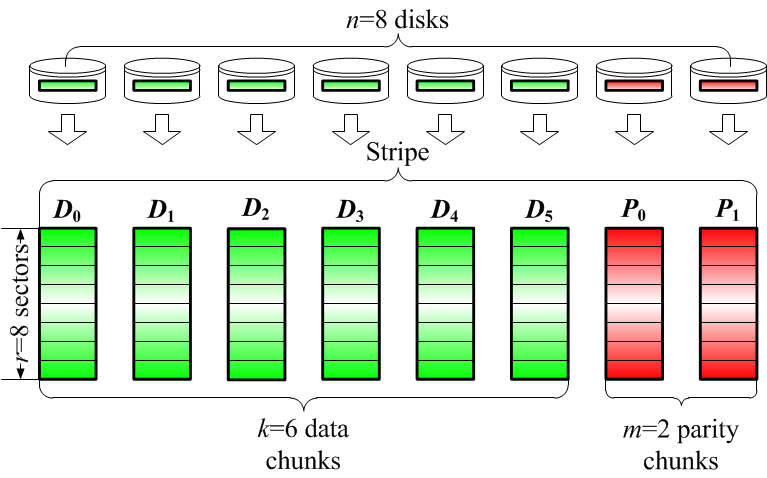 n=8 disks
Stripe
D0 D1 D2 D3 D4 D5 P0 P1
r=8 sectors
k=6 data
chunks
m=2 parity
chunks